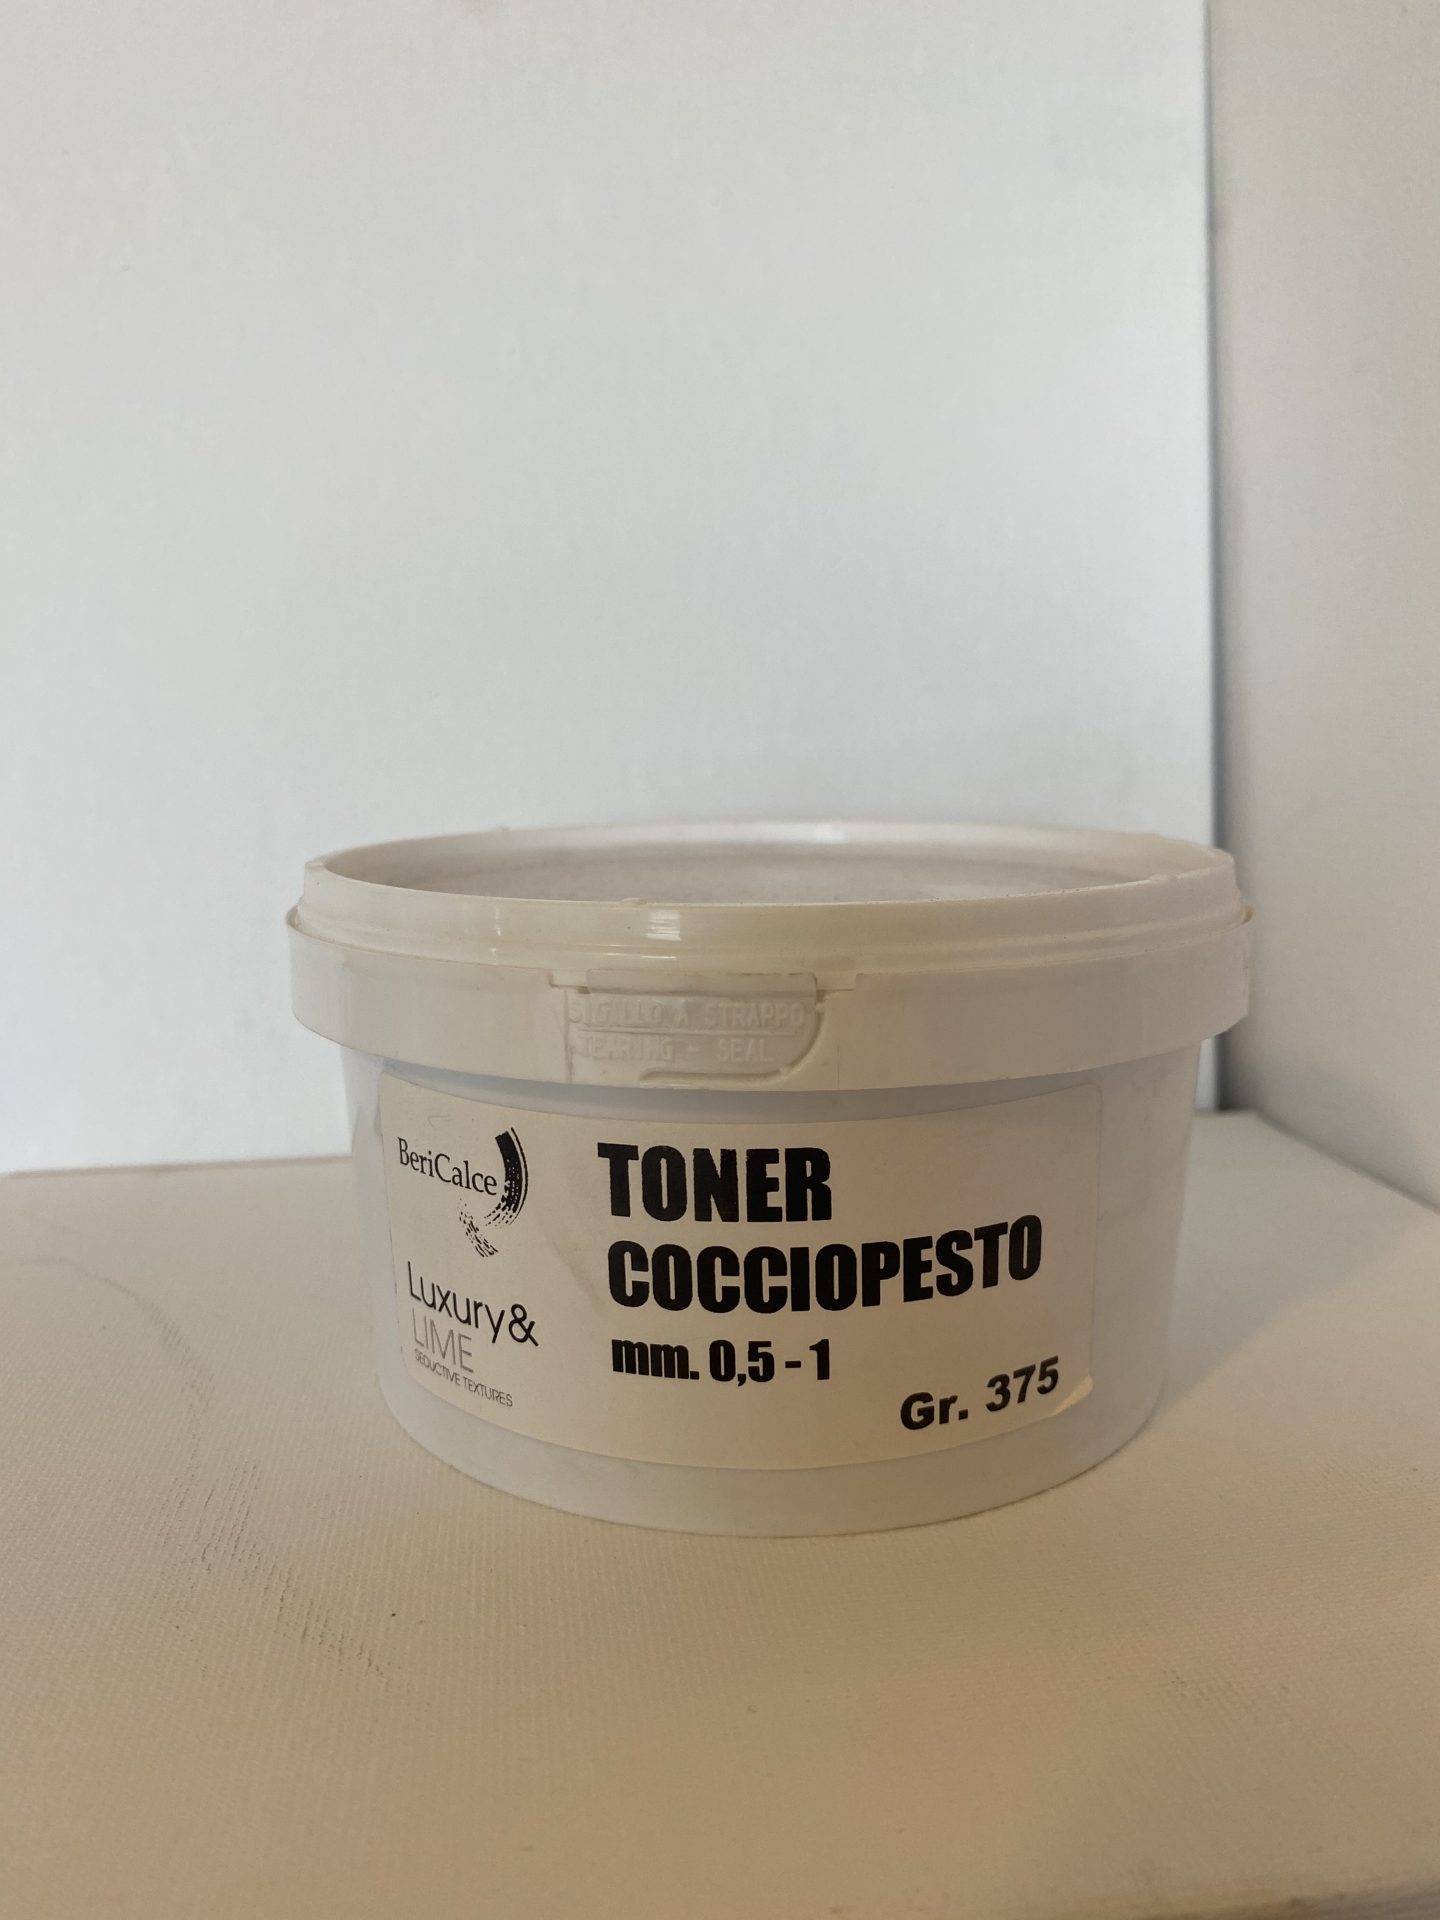 SIGILLO A STRAPPO
TEARING - SEAL
BeriCalce
Luxury&
LIME
SEDUCTIVE TEXTURES
TONER
COCCIOPESTO
mm. 0,5 - 1
Gr. 375